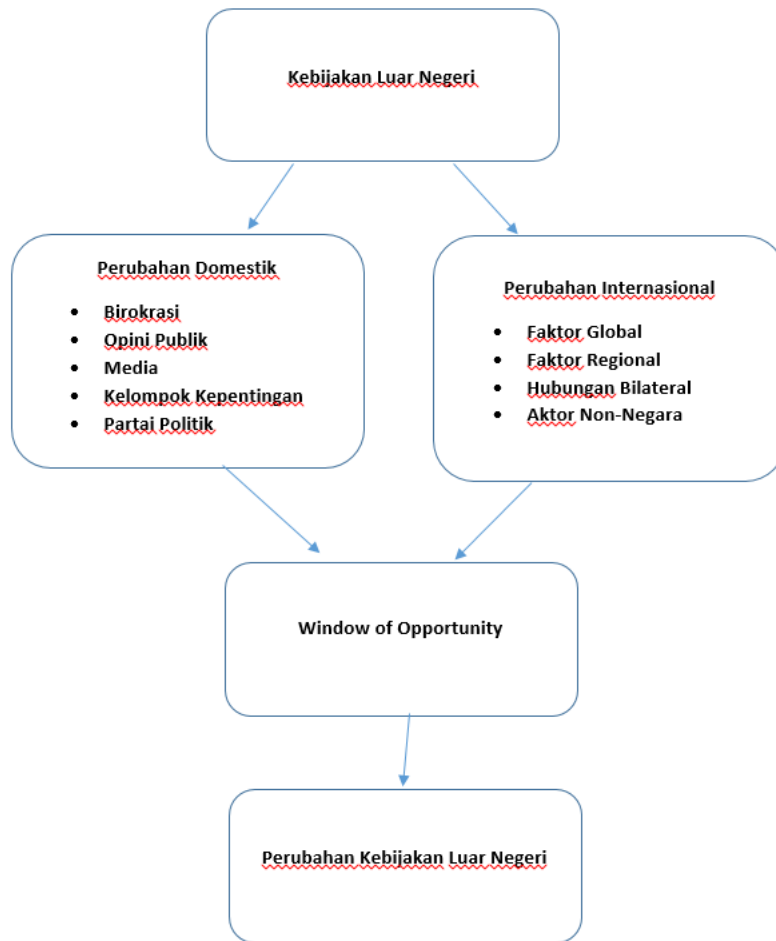 Kebijakan Luar Negeri
Perubahan Domestik
• Birokrasi
• Opini Publik
• Media
• Kelompok Kepentingan
• Partai Politik
Perubahan Internasional
• Faktor Global
• Faktor Regional
• Hubungan Bilateral
• Aktor Non-Negara
Window of Opportunity
Perubahan Kebijakan Luar Negeri